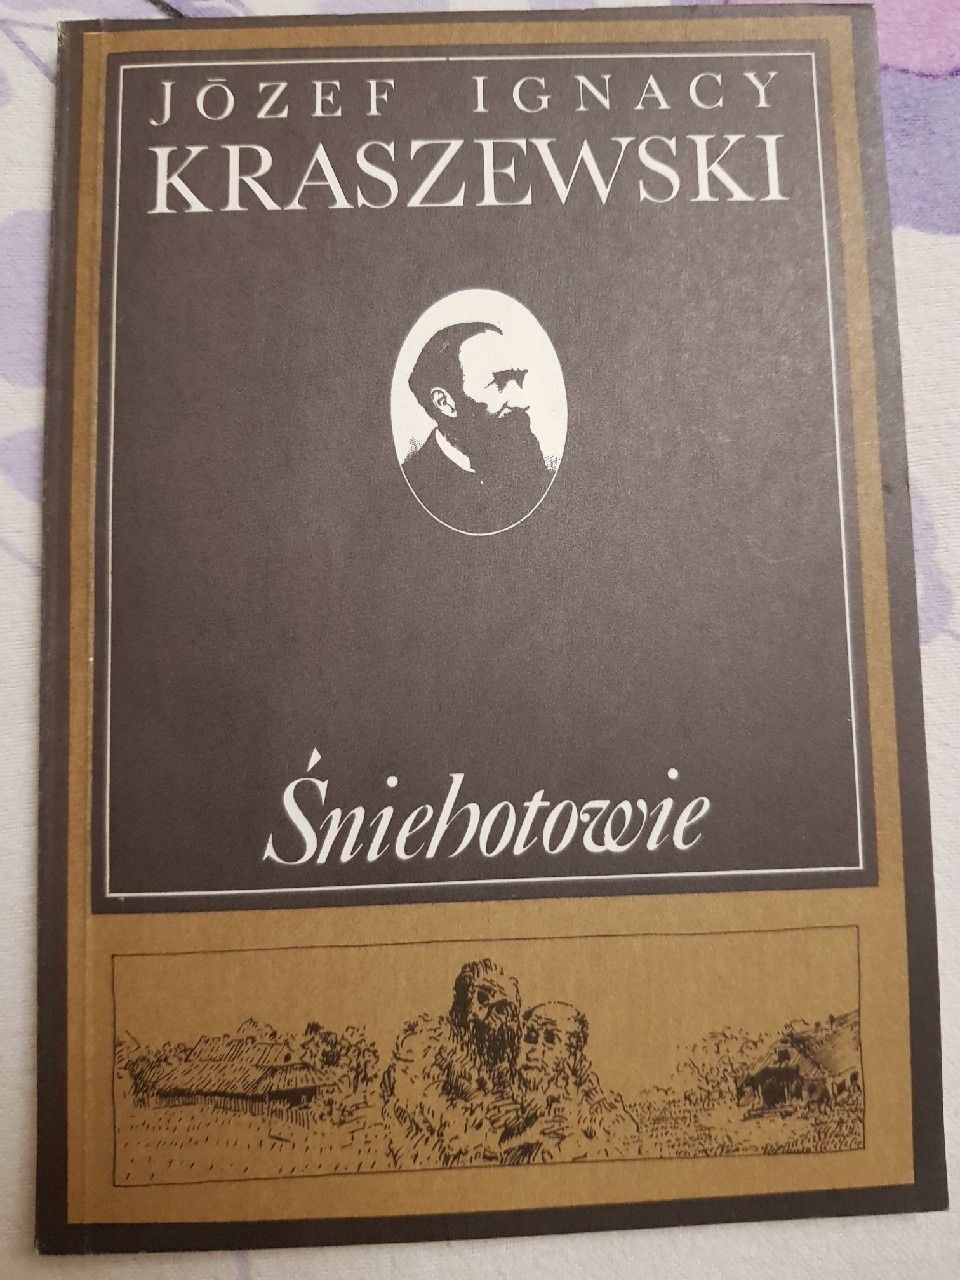 JÓZEF IGNACY
KRASZEWSKI
Śniehotowie